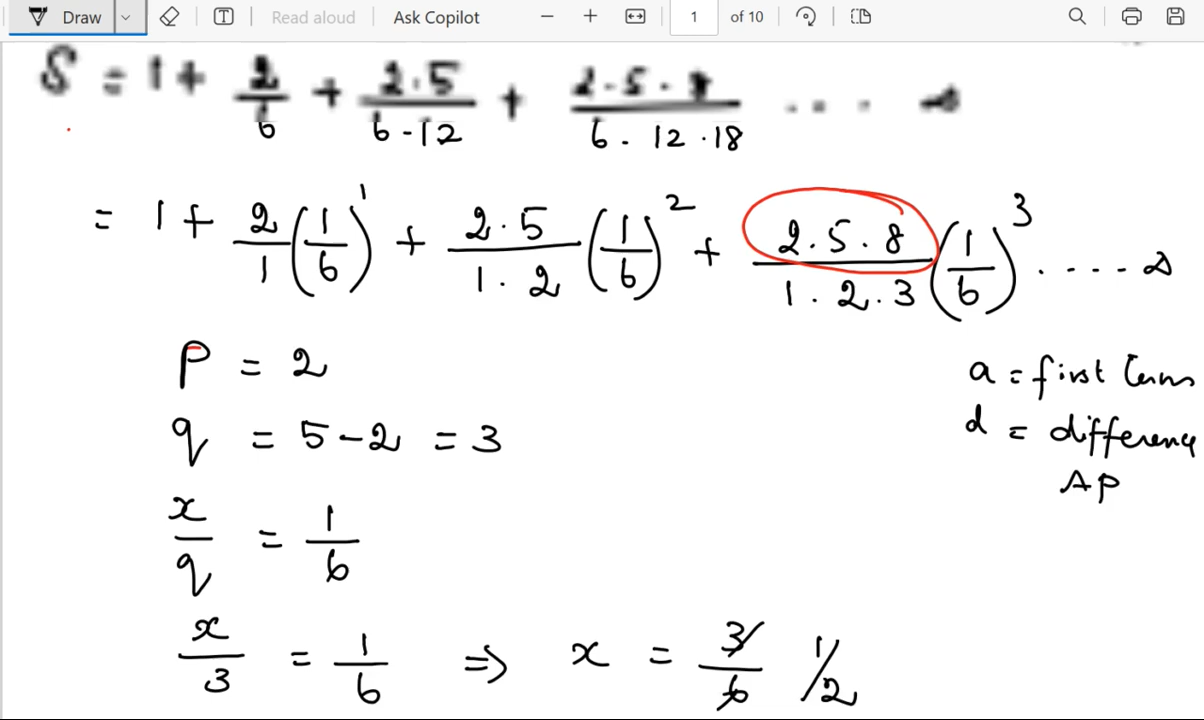 Draw Read aloud Ask Copilot 1 of 10
S = 1 + 2/6 + 2·5/6·12 + 2·5·8/6·12·18 .... ∞
= 1 + 2/1 (1/6)^1 + 2·5/1·2 (1/6)^2 + 2·5·8/1·2·3 (1/6)^3 ..... ∞
P = 2
q = 5-2 = 3
x/q = 1/6
x/3 = 1/6 ⇒ x = 3/6 1/2
a = first terms
d = difference
AP